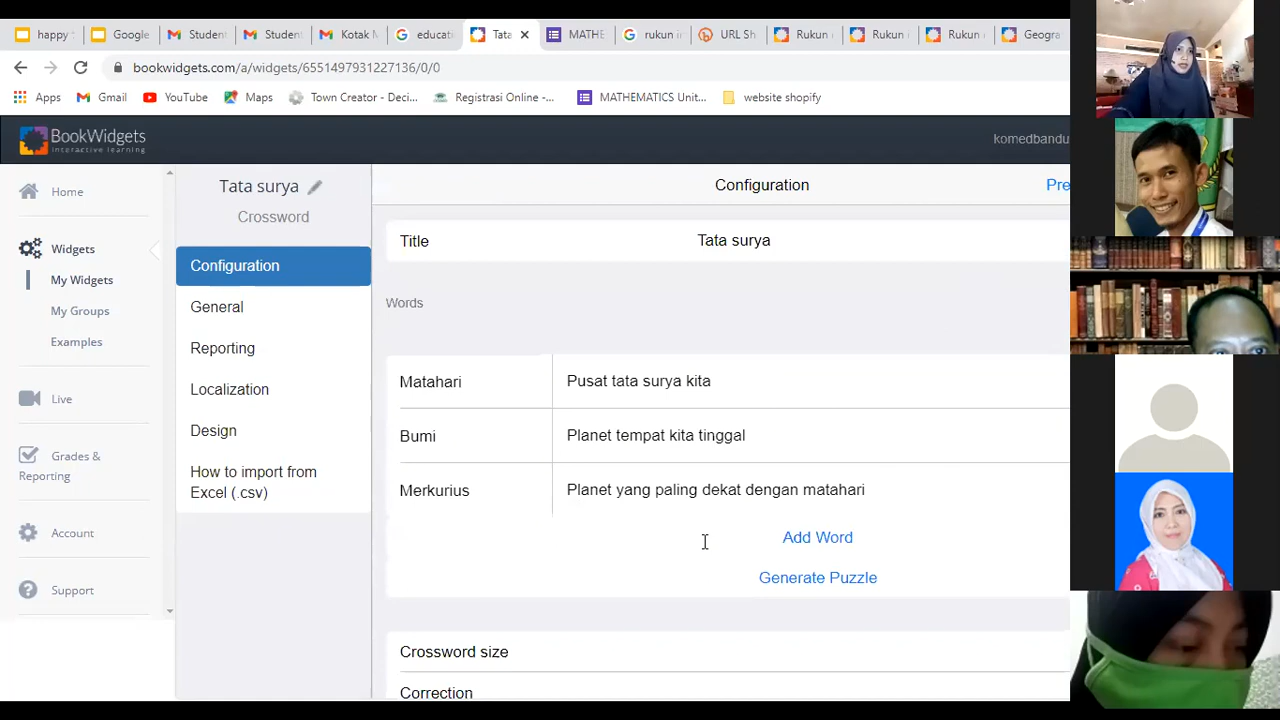 happy
Google
Student
Student
Kotak M
educati
Tata
MATHE
rukun i
URL Sh
Rukun
Rukun
Rukun
Geogra
bookwidgets.com/a/widgets/6551497931227136/0/0
Apps
Gmail
YouTube
Maps
Town Creator - Deci...
Registrasi Online -...
MATHEMATICS Unit...
website shopify
BookWidgets
interactive learning
komedbandu
Home
Widgets
My Widgets
My Groups
Examples
Live
Grades &
Reporting
Account
Support
Tata surya
Crossword
Configuration
General
Reporting
Localization
Design
How to import from
Excel (.csv)
Configuration
Pre
Title
Tata surya
Words
Matahari
Pusat tata surya kita
Bumi
Planet tempat kita tinggal
Merkurius
Planet yang paling dekat dengan matahari
Add Word
Generate Puzzle
Crossword size
Correction